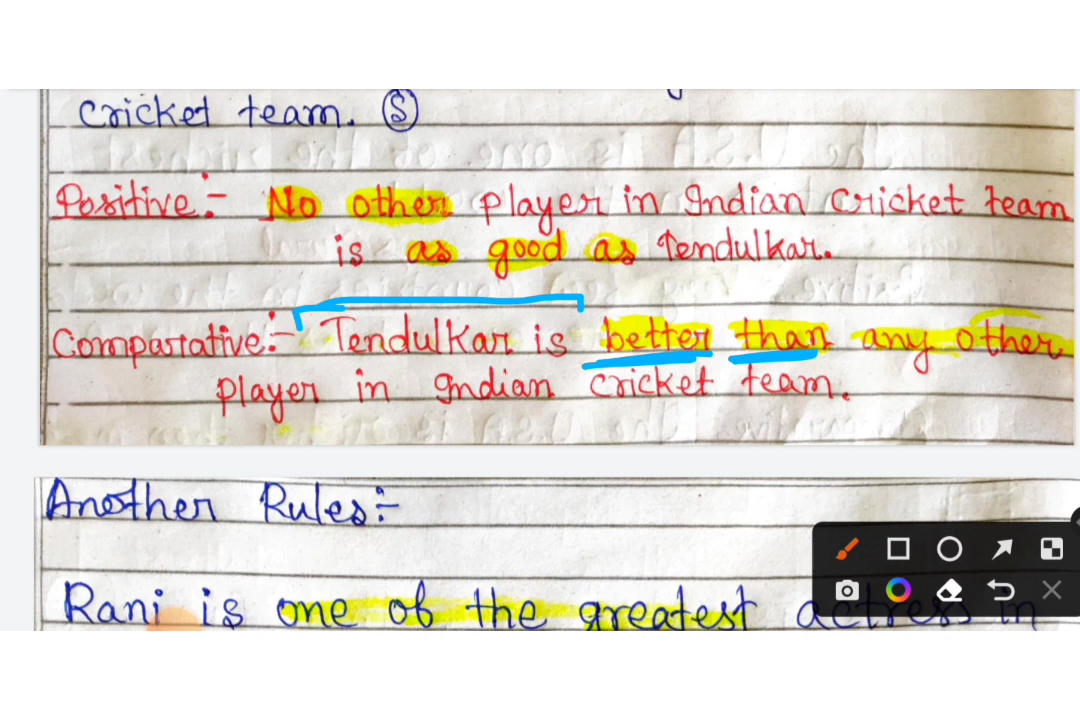 cricket team. Ⓢ
Positive:- No other player in Indian Cricket team
is as good as Tendulkar.
Comparative:- Tendulkar is better than any other
player in Indian cricket team.
Another Rules:-
Rani is one of the greatest actress in